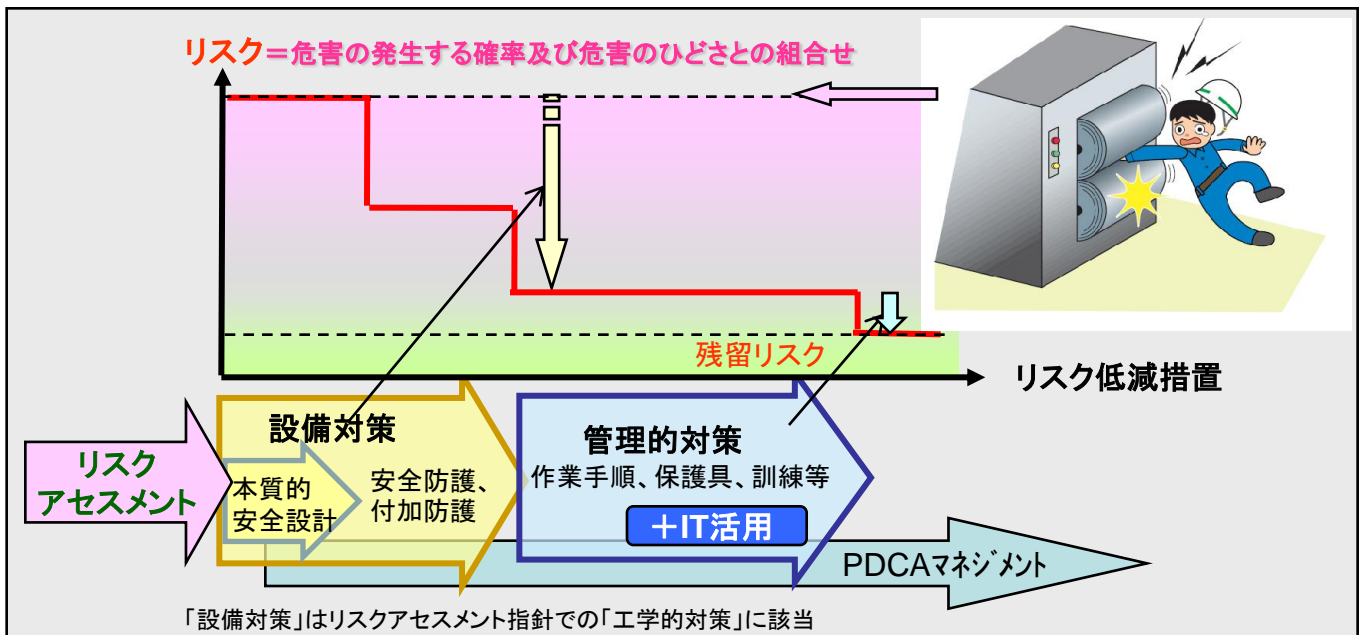 リスク＝危害の発生する確率及び危害のひどさとの組合せ
残留リスク
リスク低減措置
リスク
アセスメント
設備対策
本質的
安全設計
安全防護、
付加防護
管理的対策
作業手順、保護具、訓練等
＋IT活用
PDCAマネジメント
「設備対策」はリスクアセスメント指針での「工学的対策」に該当